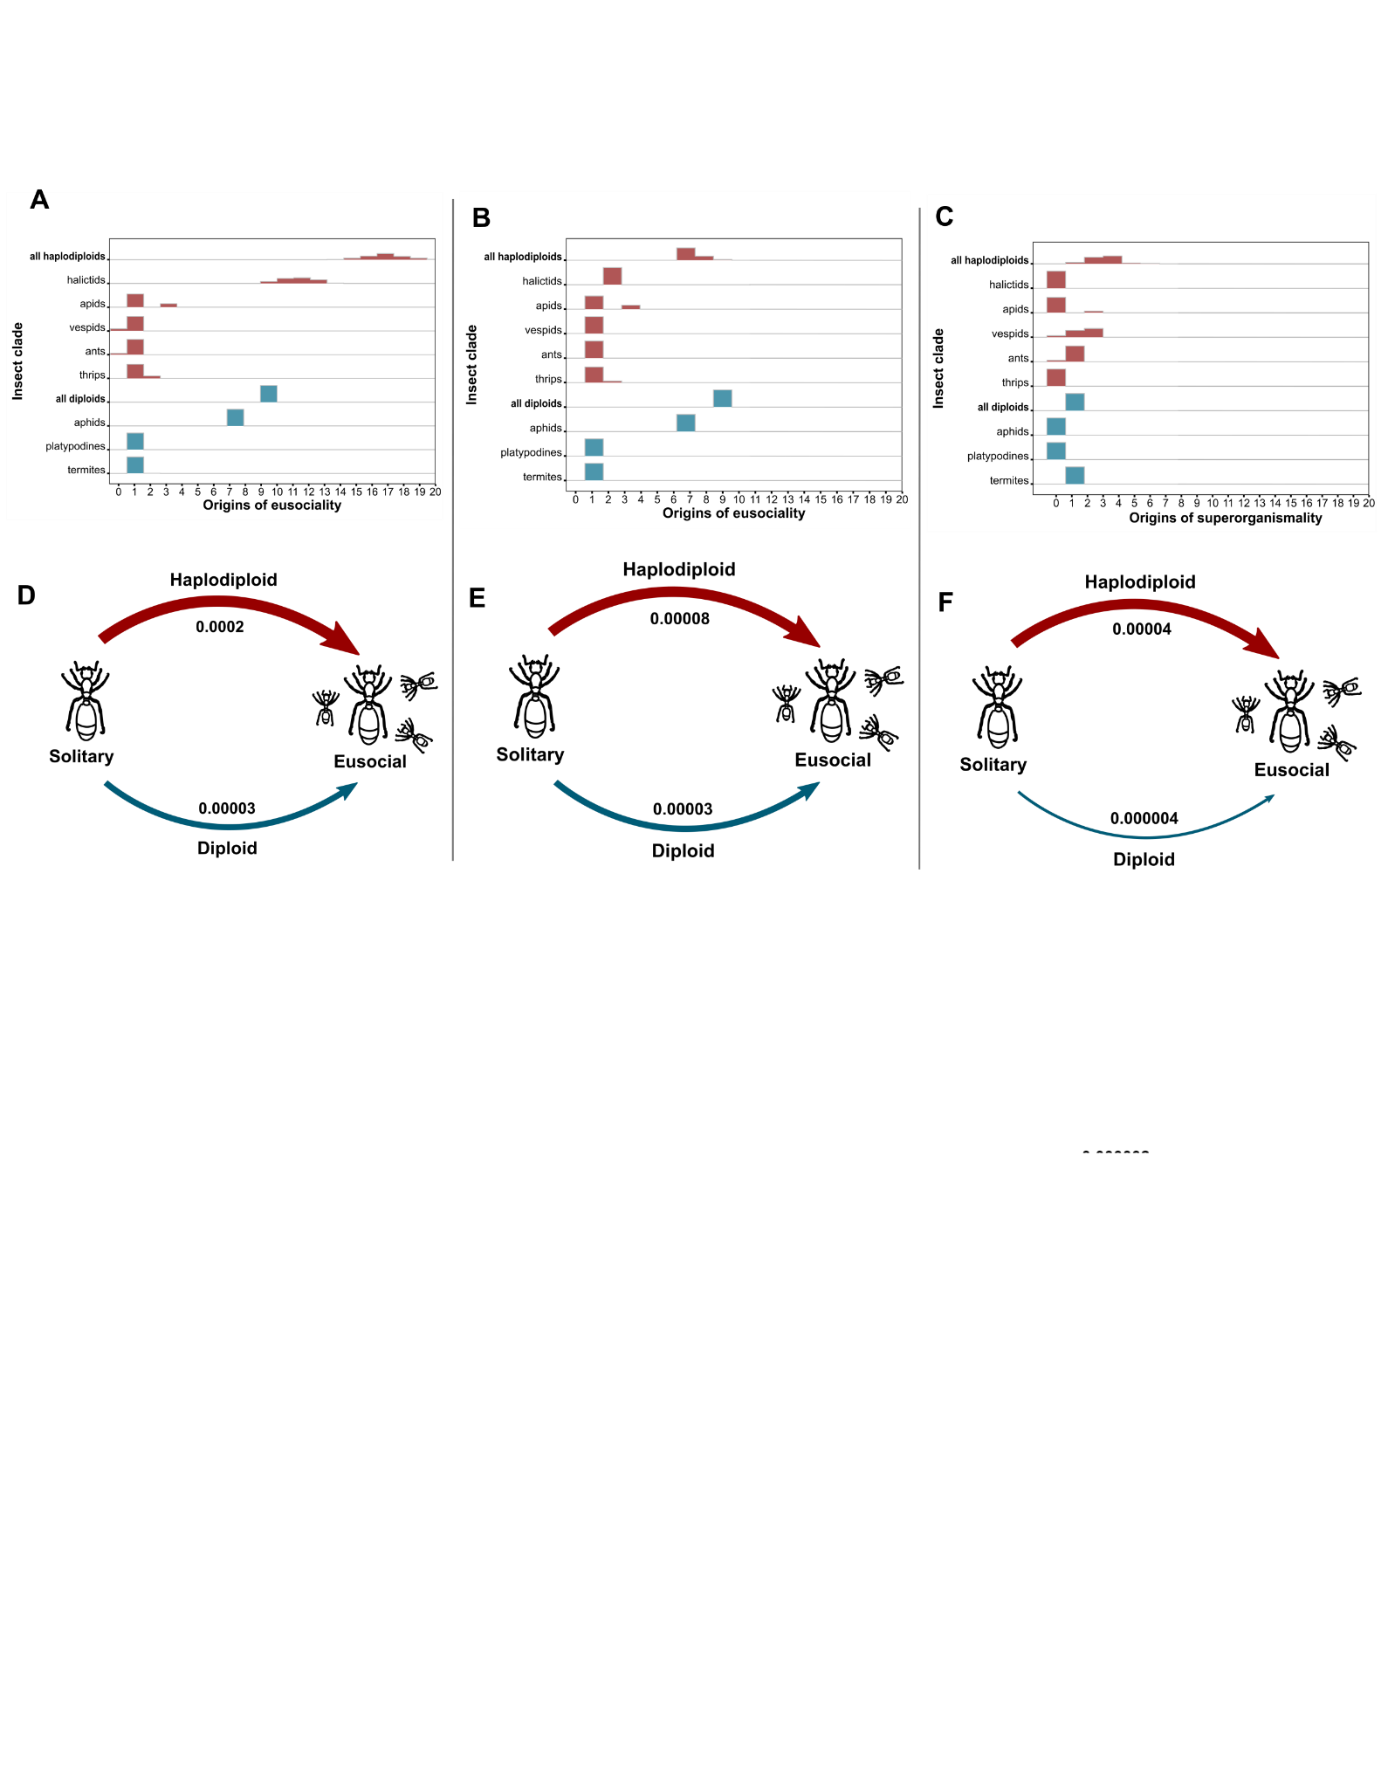 A
all haplodiploids
halictids
apids
vespids
ants
thrips
all diploids
aphids
platypodines
termites
Insect clade
0 1 2 3 4 5 6 7 8 9 10 11 12 13 14 15 16 17 18 19 20
Origins of eusociality
B
all haplodiploids
halictids
apids
vespids
ants
thrips
all diploids
aphids
platypodines
termites
Insect clade
0 1 2 3 4 5 6 7 8 9 10 11 12 13 14 15 16 17 18 19 20
Origins of eusociality
C
all haplodiploids
halictids
apids
vespids
ants
thrips
all diploids
aphids
platypodines
termites
Insect clade
0 1 2 3 4 5 6 7 8 9 10 11 12 13 14 15 16 17 18 19 20
Origins of superorganismality
D
Haplodiploid
0.0002
Solitary
Eusocial
0.00003
Diploid
E
Haplodiploid
0.00008
Solitary
Eusocial
0.00003
Diploid
F
Haplodiploid
0.00004
Solitary
Eusocial
0.000004
Diploid